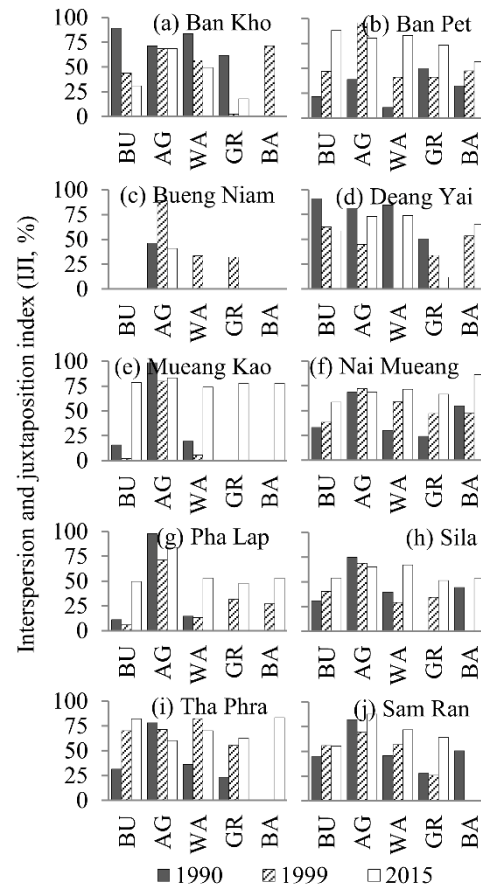 Interspersion and juxtaposition index (IJI, %)
(a) Ban Kho
(b) Ban Pet
100
75
50
25
0
BU AG WA GR BA
BU AG WA GR BA
(c) Bueng Niam
(d) Deang Yai
100
75
50
25
0
BU AG WA GR BA
BU AG WA GR BA
(e) Mueang Kao
(f) Nai Mueang
100
75
50
25
0
BU AG WA GR BA
BU AG WA GR BA
(g) Pha Lap
(h) Sila
100
75
50
25
0
BU AG WA GR BA
BU AG WA GR BA
(i) Tha Phra
(j) Sam Ran
100
75
50
25
0
BU AG WA GR BA
BU AG WA GR BA
1990 1999 2015